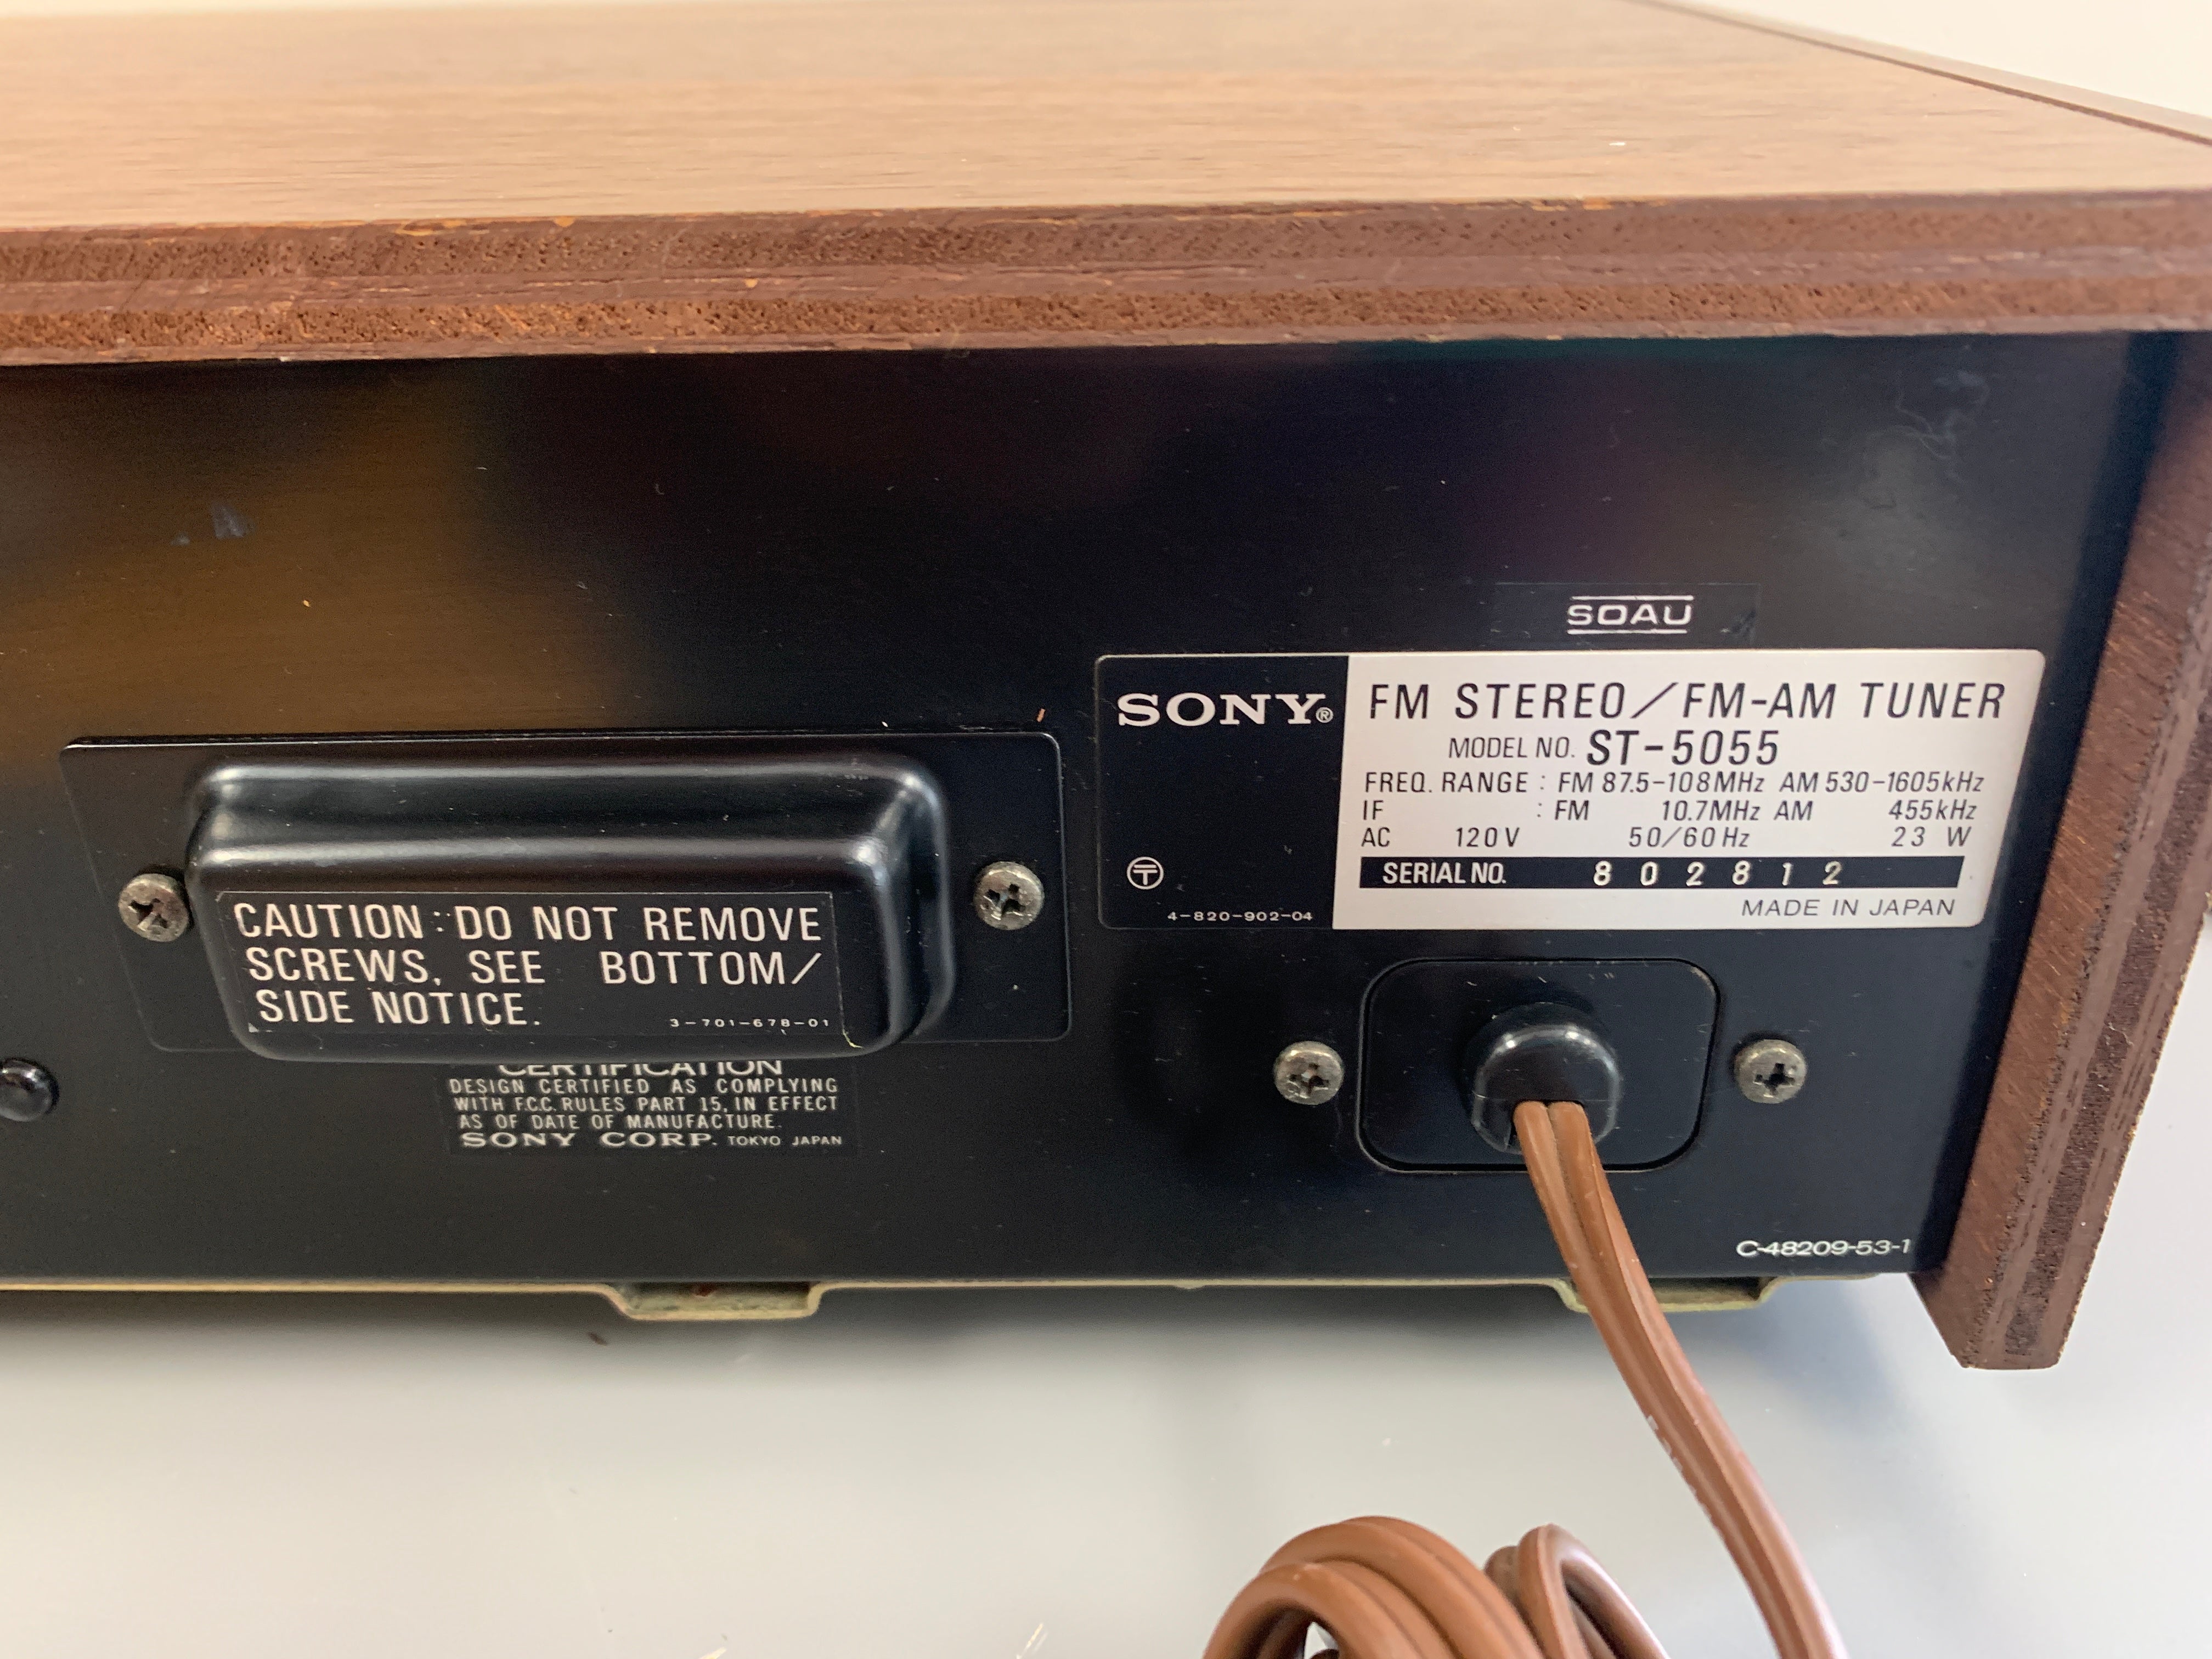 SOAU
SONY®
FM STEREO/FM-AM TUNER
MODEL NO. ST-5055
FREQ. RANGE : FM 87.5-108MHz AM 530-1605kHz
IF : FM 10.7MHz AM 455kHz
AC 120V 50/60Hz 23 W
SERIAL NO. 802812
MADE IN JAPAN
4-820-902-04
CAUTION : DO NOT REMOVE
SCREWS, SEE BOTTOM/
SIDE NOTICE.
3-701-678-01
CERTIFICATION
DESIGN CERTIFIED AS COMPLYING
WITH F.C.C. RULES PART 15, IN EFFECT
AS OF DATE OF MANUFACTURE.
SONY CORP. TOKYO JAPAN
C-48209-53-1